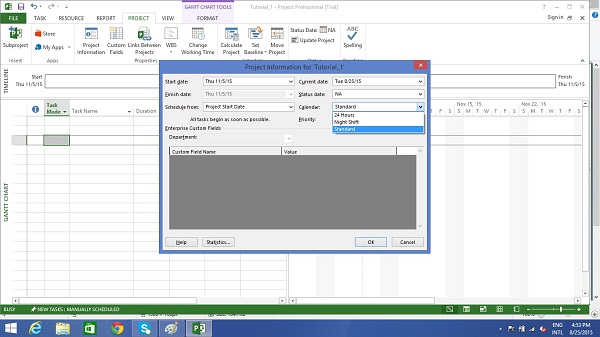 GANTT CHART TOOLS
Tutorial_1 - Project Professional (Trial)
FILE TASK RESOURCE REPORT PROJECT VIEW FORMAT
Sign in
Subproject
Store
My Apps
Project Information
Custom Fields
Links Between Projects
WBS
Change Working Time
Calculate Project
Set Baseline
Move Project
Status Date: NA
Update Project
Spelling
Insert Apps Properties Schedule Status Proofing
TIMELINE
Start
Thu 11/5/15
Finish
Thu 11/5/15
Project Information for 'Tutorial_1'
Start date: Thu 11/5/15 Current date: Tue 8/25/15
Finish date: Thu 11/5/15 Status date: NA
Schedule from: Project Start Date Calendar: Standard
24 Hours
Night Shift
Standard
All tasks begin as soon as possible. Priority:
Enterprise Custom Fields
Department:
Custom Field Name Value
Help Statistics... OK Cancel
Task Mode Task Name Duration
Nov 15, '15 Nov 22, '15
GANTT CHART
BUSY NEW TASKS : MANUALLY SCHEDULED
ENG
INTL
4:53 PM
8/25/2015